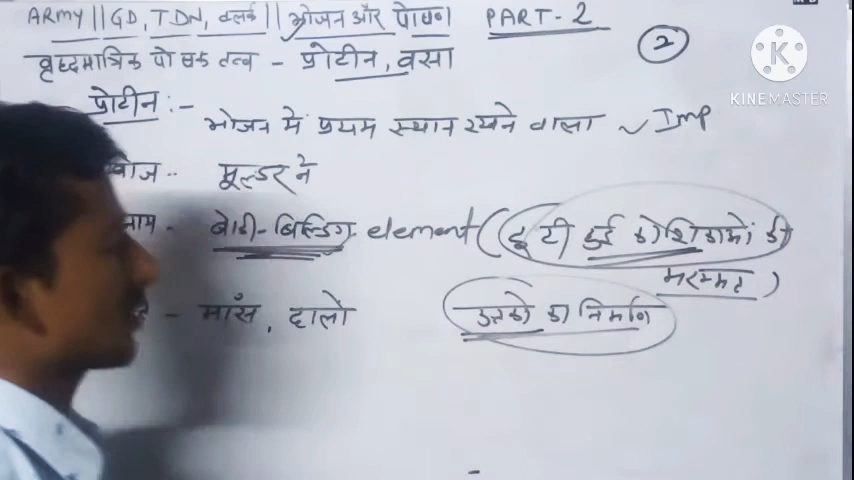 ARMY || GD, TDN, क्लर्क || भोजन और पोषण PART-2
वृहदमात्रिक पोषक तत्व - प्रोटीन, वसा
2
K
KINEMASTER
प्रोटीन :-
भोजन में प्रथम स्थान रखने वाला ~ Imp
खोज - मूल्डर ने
नाम - बॉडी-बिल्डिंग element (टूटी हुई कोशिकाओं की
मरम्मत)
- माँस, दालों
उतकों का निर्माण